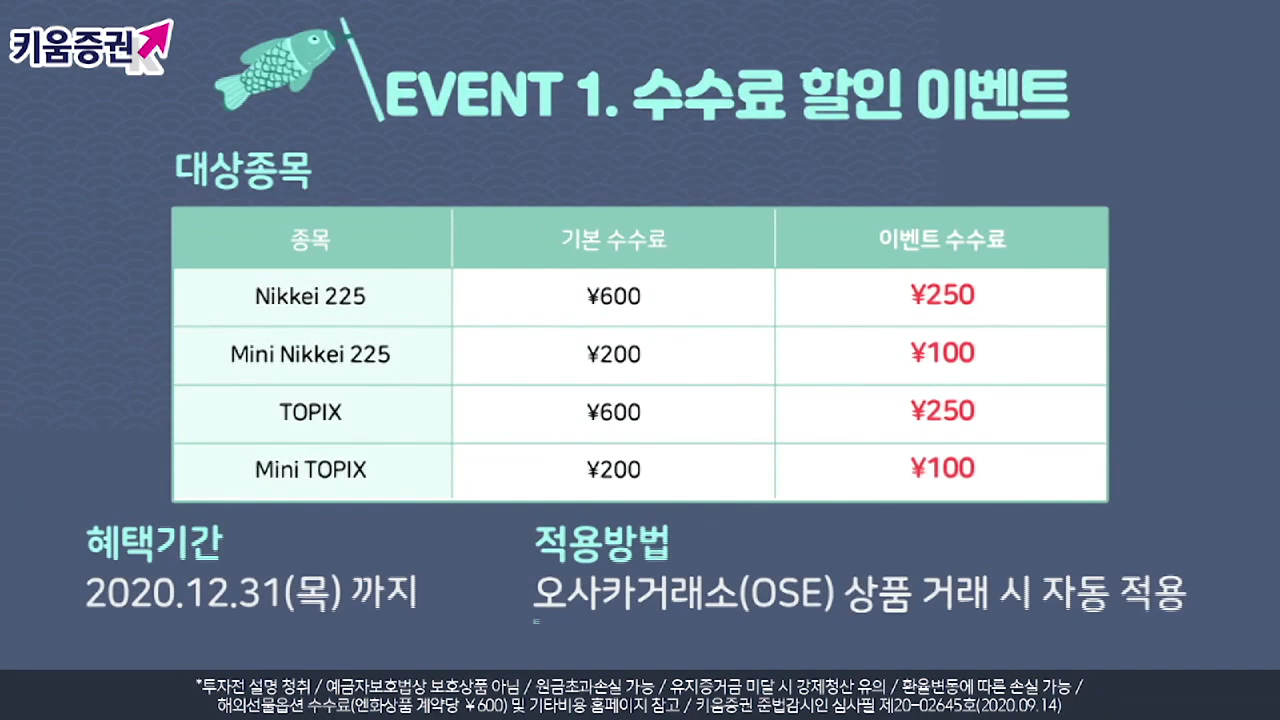 키움증권
EVENT 1. 수수료 할인 이벤트
대상종목
종목 기본 수수료 이벤트 수수료
Nikkei 225 ¥600 ¥250
Mini Nikkei 225 ¥200 ¥100
TOPIX ¥600 ¥250
Mini TOPIX ¥200 ¥100
혜택기간
2020.12.31(목) 까지
적용방법
오사카거래소(OSE) 상품 거래 시 자동 적용
*투자전 설명 청취 / 예금자보호법상 보호상품 아님 / 원금초과손실 가능 / 유지증거금 미달 시 강제청산 유의 / 환율변동에 따른 손실 가능 /
해외선물옵션 수수료(엔화상품 계약당 ¥600) 및 기타비용 홈페이지 참고 / 키움증권 준법감시인 심사필 제20-02645호(2020.09.14)